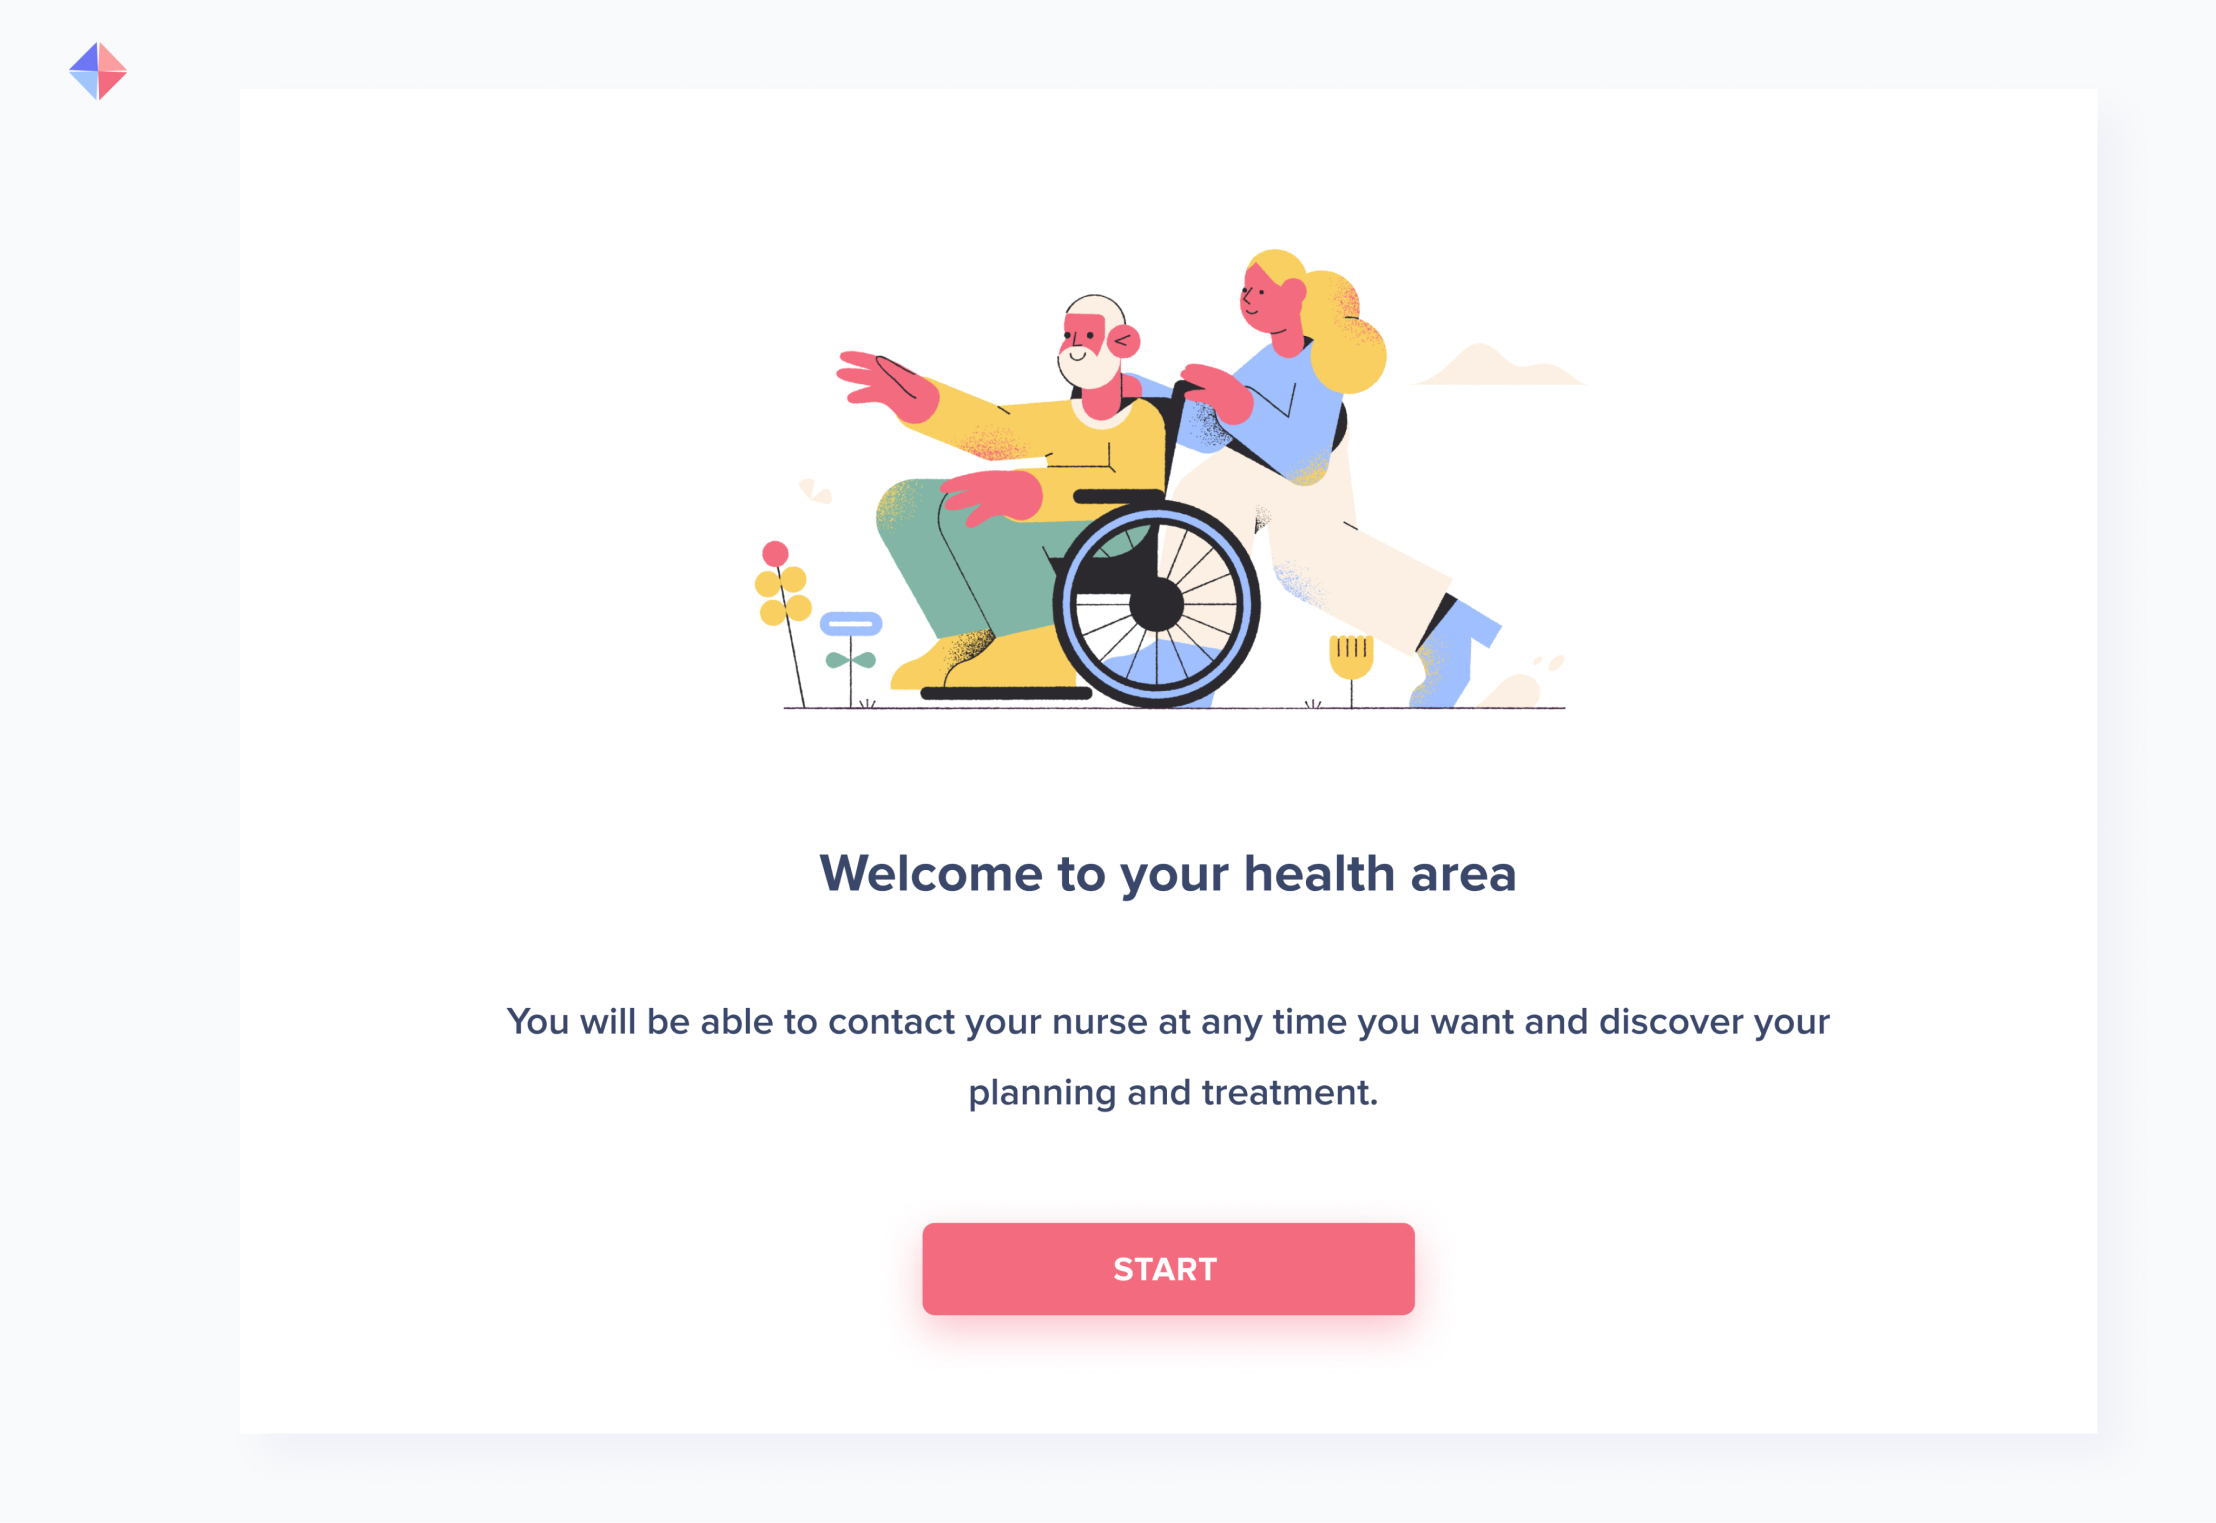 Welcome to your health area
You will be able to contact your nurse at any time you want and discover your
planning and treatment.
START